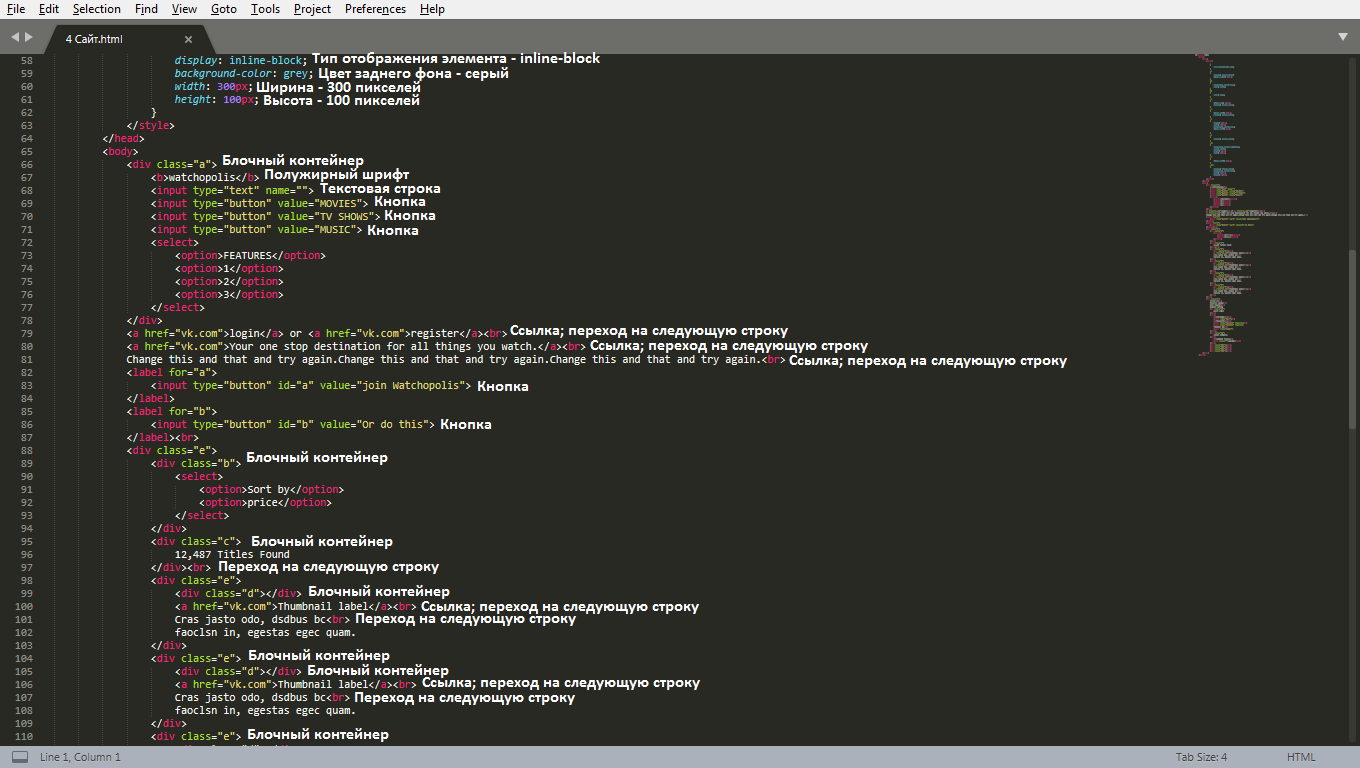 File Edit Selection Find View Goto Tools Project Preferences Help
4 Сайт.html ×
58 display: inline-block; Тип отображения элемента - inline-block
59 background-color: grey; Цвет заднего фона - серый
60 width: 300px; Ширина - 300 пикселей
61 height: 100px; Высота - 100 пикселей
62 }
63 </style>
64 </head>
65 <body>
66 <div class="a"> Блочный контейнер
67 <b>watchopolis</b> Полужирный шрифт
68 <input type="text" name=""> Текстовая строка
69 <input type="button" value="MOVIES"> Кнопка
70 <input type="button" value="TV SHOWS"> Кнопка
71 <input type="button" value="MUSIC"> Кнопка
72 <select>
73 <option>FEATURES</option>
74 <option>1</option>
75 <option>2</option>
76 <option>3</option>
77 </select>
78 </div>
79 <a href="vk.com">login</a> or <a href="vk.com">register</a><br> Ссылка; переход на следующую строку
80 <a href="vk.com">Your one stop destination for all things you watch.</a><br> Ссылка; переход на следующую строку
81 Change this and that and try again.Change this and that and try again.Change this and that and try again.<br> Ссылка; переход на следующую строку
82 <label for="a">
83 <input type="button" id="a" value="join Watchopolis"> Кнопка
84 </label>
85 <label for="b">
86 <input type="button" id="b" value="Or do this"> Кнопка
87 </label><br>
88 <div class="e">
89 <div class="b"> Блочный контейнер
90 <select>
91 <option>Sort by</option>
92 <option>price</option>
93 </select>
94 </div>
95 <div class="c"> Блочный контейнер
96 12,487 Titles Found
97 </div><br> Переход на следующую строку
98 <div class="e">
99 <div class="d"></div> Блочный контейнер
100 <a href="vk.com">Thumbnail label</a><br> Ссылка; переход на следующую строку
101 Cras jasto odo, dsdbus bc<br> Переход на следующую строку
102 faoclsn in, egestas egec quam.
103 </div>
104 <div class="e"> Блочный контейнер
105 <div class="d"></div> Блочный контейнер
106 <a href="vk.com">Thumbnail label</a><br> Ссылка; переход на следующую строку
107 Cras jasto odo, dsdbus bc<br> Переход на следующую строку
108 faoclsn in, egestas egec quam.
109 </div>
110 <div class="e"> Блочный контейнер
Line 1, Column 1 Tab Size: 4 HTML